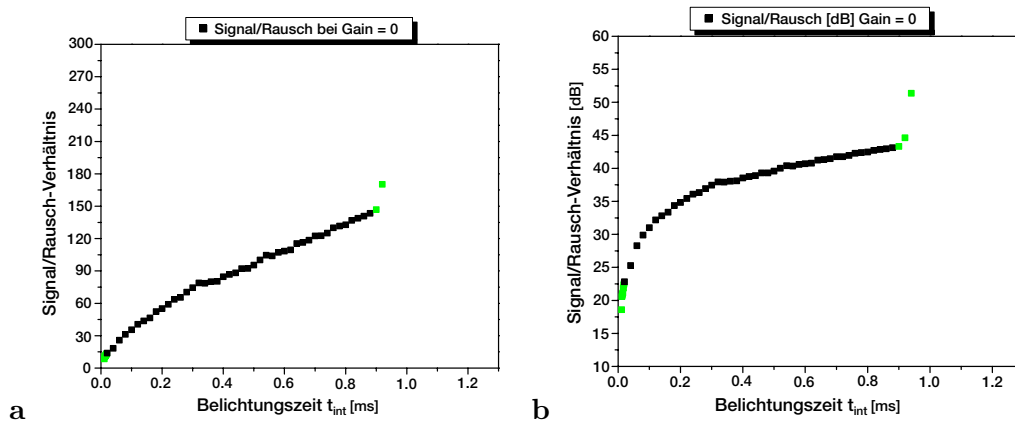 Signal/Rausch bei Gain = 0
300
270
240
210
180
150
120
90
60
30
0
Signal/Rausch-Verhältnis
0.0 0.2 0.4 0.6 0.8 1.0 1.2
Belichtungszeit t_int [ms]
a
Signal/Rausch [dB] Gain = 0
60
55
50
45
40
35
30
25
20
15
10
Signal/Rausch-Verhältnis [dB]
0.0 0.2 0.4 0.6 0.8 1.0 1.2
Belichtungszeit t_int [ms]
b